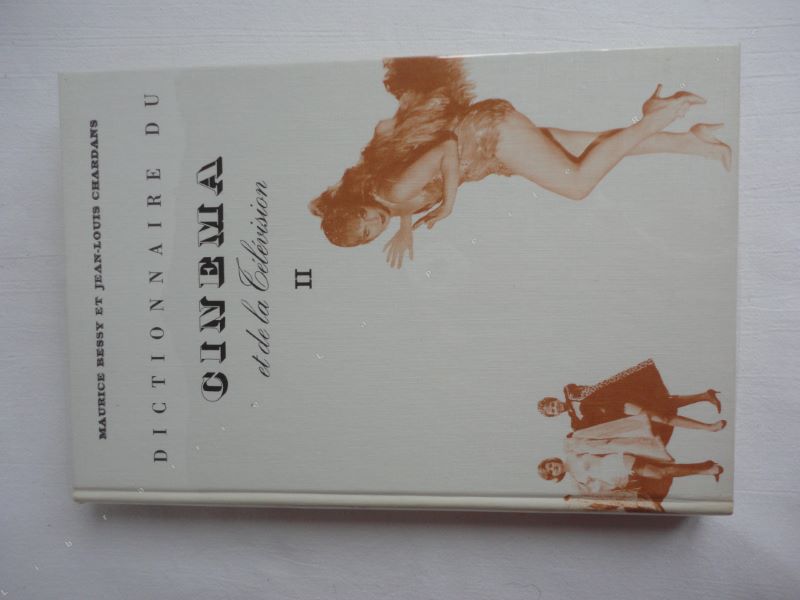 MAURICE BESSY ET JEAN-LOUIS CHARDANS
DICTIONNAIRE DU
CINEMA
et de la Télévision
II